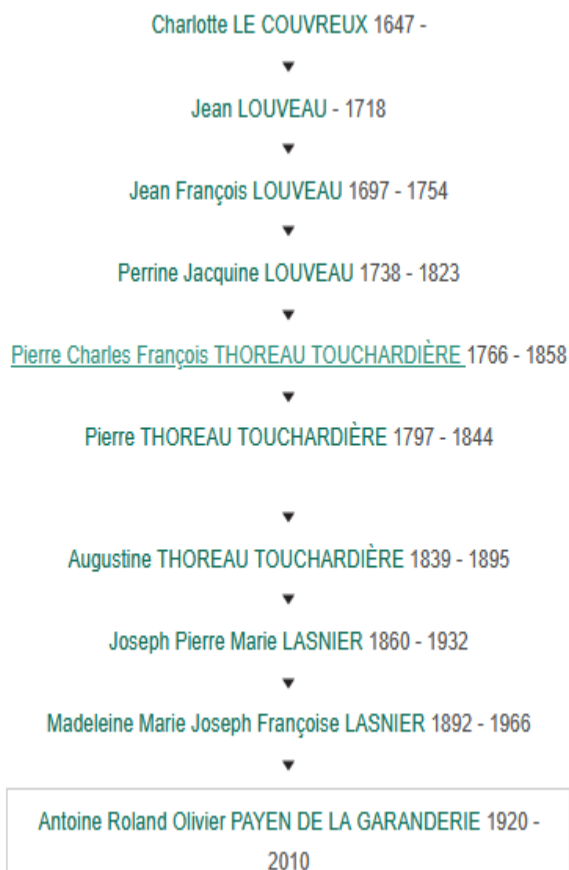 Charlotte LE COUVREUX 1647 -
Jean LOUVEAU - 1718
Jean François LOUVEAU 1697 - 1754
Perrine Jacquine LOUVEAU 1738 - 1823
Pierre Charles François THOREAU TOUCHARDIÈRE 1766 - 1858
Pierre THOREAU TOUCHARDIÈRE 1797 - 1844
Augustine THOREAU TOUCHARDIÈRE 1839 - 1895
Joseph Pierre Marie LASNIER 1860 - 1932
Madeleine Marie Joseph Françoise LASNIER 1892 - 1966
Antoine Roland Olivier PAYEN DE LA GARANDERIE 1920 -
2010